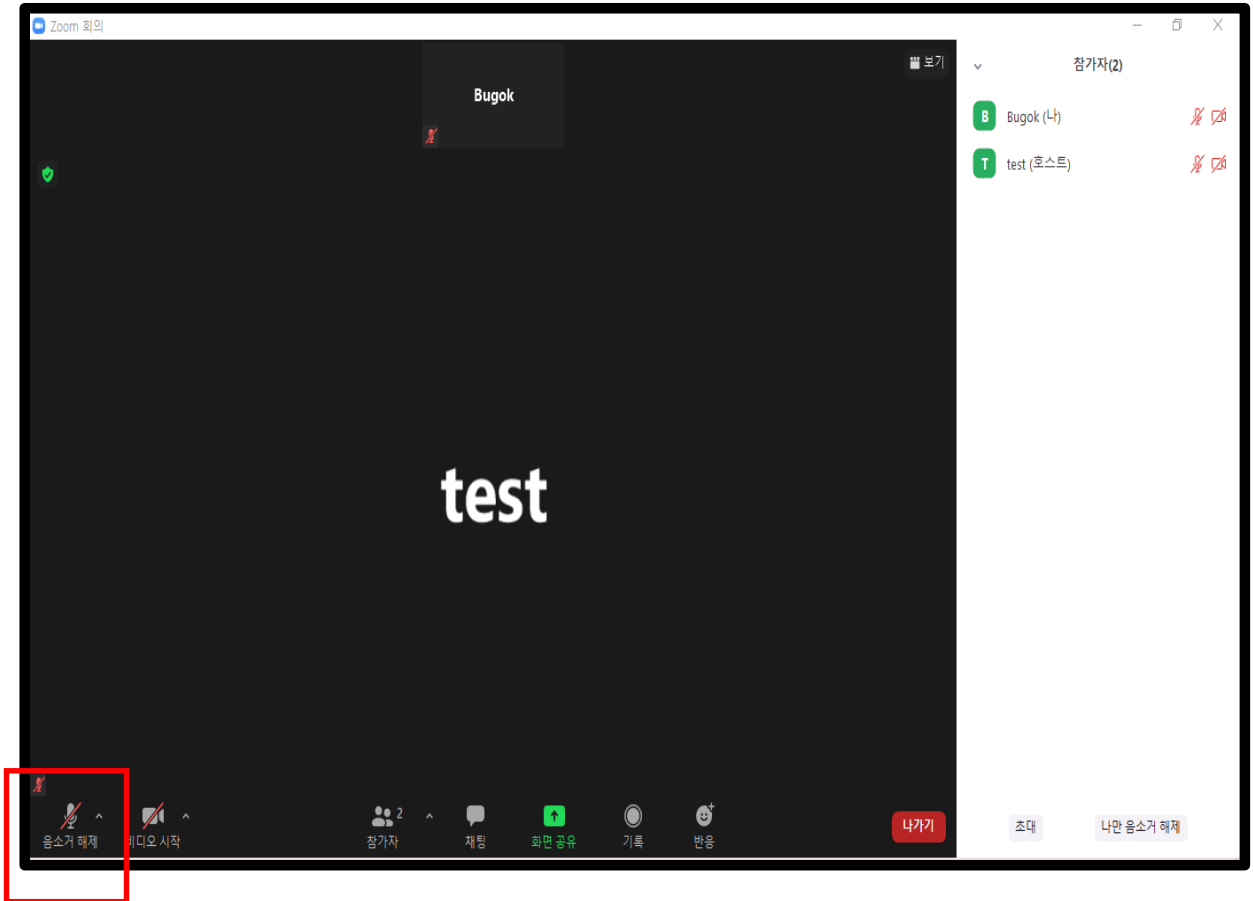 Zoom 회의
Bugok
보기
test
음소거 해제
비디오 시작
2
참가자
채팅
화면 공유
기록
반응
나가기
참가자(2)
B Bugok (나)
T test (호스트)
초대
나만 음소거 해제